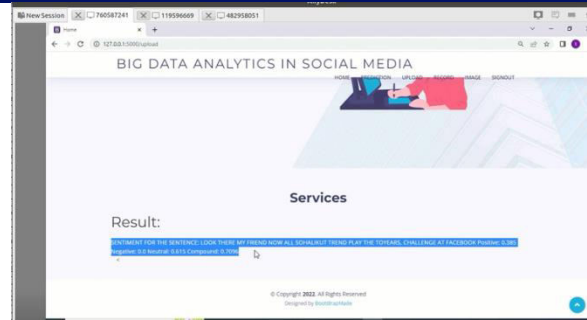 New Session 760587241 119596669 482958051
Home
127.0.0.1:5000/upload
BIG DATA ANALYTICS IN SOCIAL MEDIA
HOME PREDICTION UPLOAD RECORD IMAGE SIGNOUT
Services
Result:
SENTIMENT FOR THE SENTENCE: LOOK THERE MY FRIEND NOW ALL SOHALIKUT TREND PLAY THE TOYEARS, CHALLENGE AT FACEBOOK Positive: 0.385
Negative: 0.0 Neutral: 0.615 Compound: 0.7096
<
© Copyright 2022. All Rights Reserved
Designed by BootstrapMade